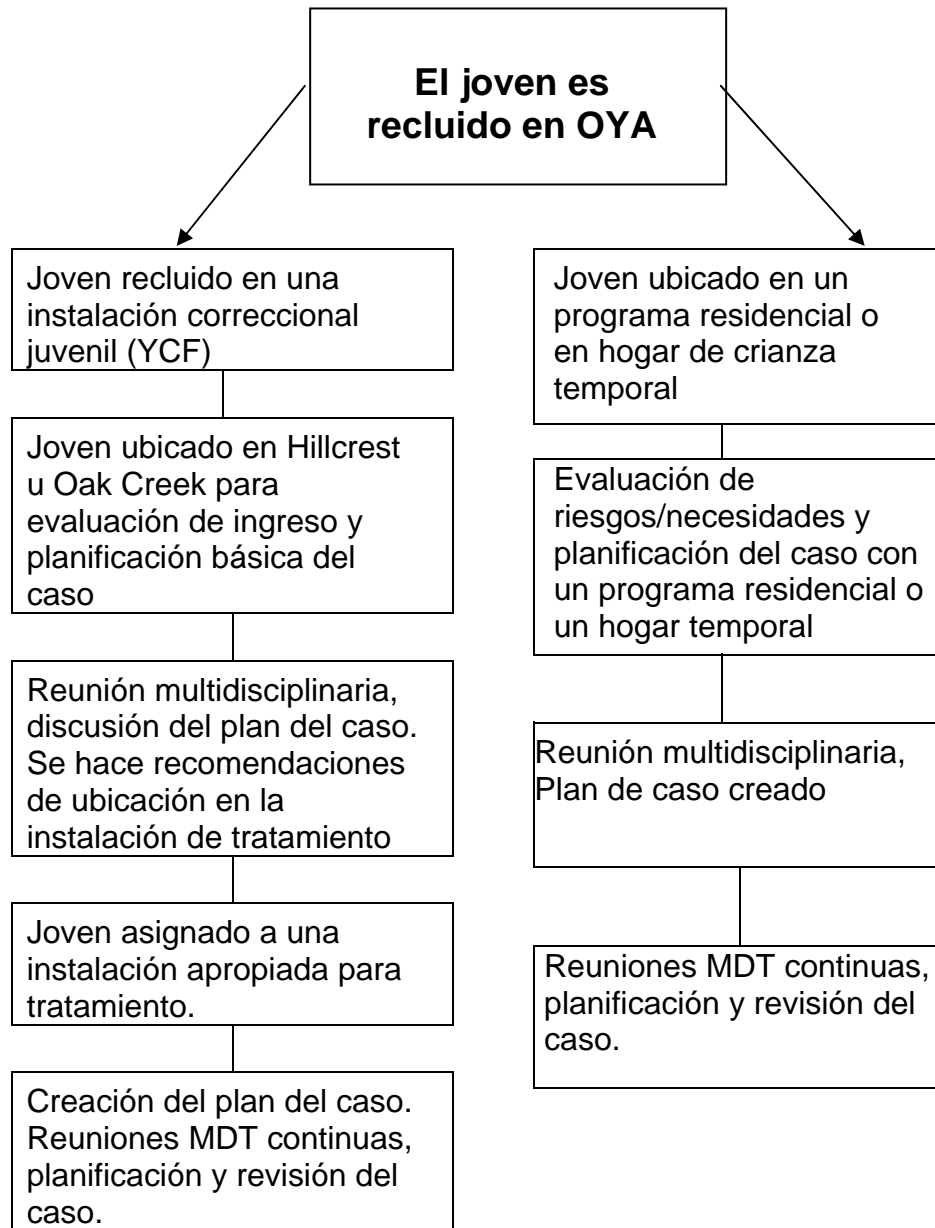 El joven es
recluido en OYA
Joven recluido en una
instalación correccional
juvenil (YCF)
Joven ubicado en Hillcrest
u Oak Creek para
evaluación de ingreso y
planificación básica del
caso
Reunión multidisciplinaria,
discusión del plan del caso.
Se hace recomendaciones
de ubicación en la
instalación de tratamiento
Joven asignado a una
instalación apropiada para
tratamiento.
Creación del plan del caso.
Reuniones MDT continuas,
planificación y revisión del
caso.
Joven ubicado en un
programa residencial o
en hogar de crianza
temporal
Evaluación de
riesgos/necesidades y
planificación del caso con
un programa residencial o
un hogar temporal
Reunión multidisciplinaria,
Plan de caso creado
Reuniones MDT continuas,
planificación y revisión del
caso.